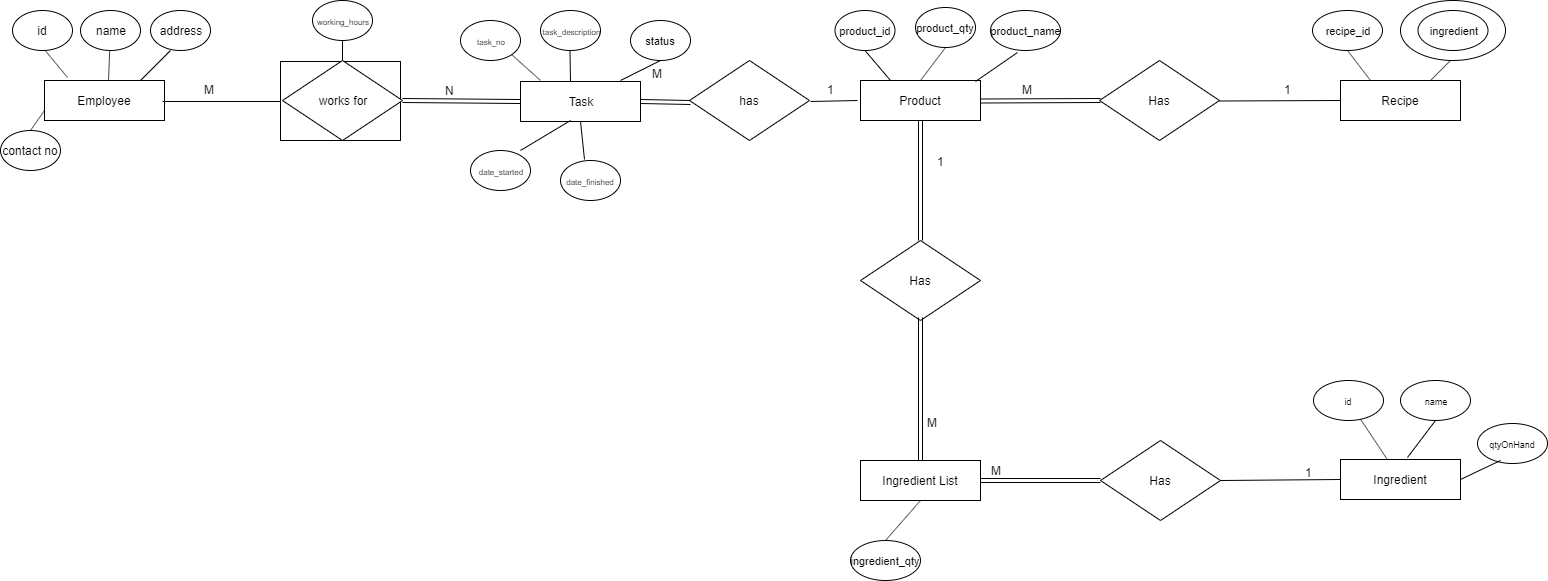 id
name
address
working_hours
task_no
task_description
status
product_id
product_qty
product_name
recipe_id
ingredient
Employee
M
works for
N
Task
M
has
1
Product
M
Has
1
Recipe
contact no
date_started
date_finished
1
Has
M
id
name
qtyOnHand
Ingredient List
M
Has
1
Ingredient
ingredient_qty